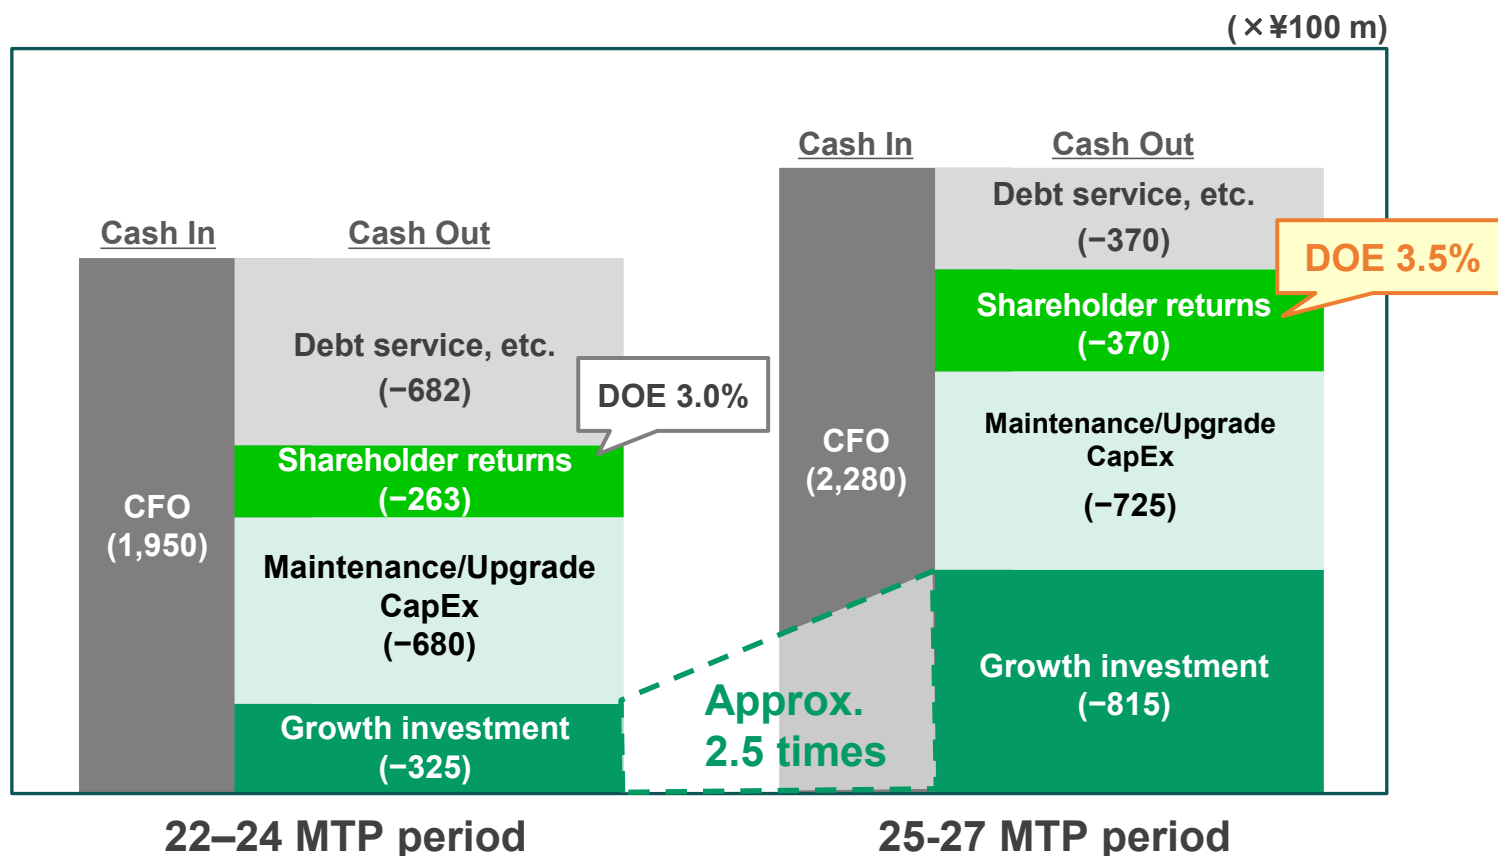 (×¥100 m)
Cash In
Cash Out
CFO
(1,950)
Debt service, etc.
(−682)
DOE 3.0%
Shareholder returns
(−263)
Maintenance/Upgrade
CapEx
(−680)
Growth investment
(−325)
22–24 MTP period
Approx.
2.5 times
Cash In
Cash Out
CFO
(2,280)
Debt service, etc.
(−370)
DOE 3.5%
Shareholder returns
(−370)
Maintenance/Upgrade
CapEx
(−725)
Growth investment
(−815)
25-27 MTP period